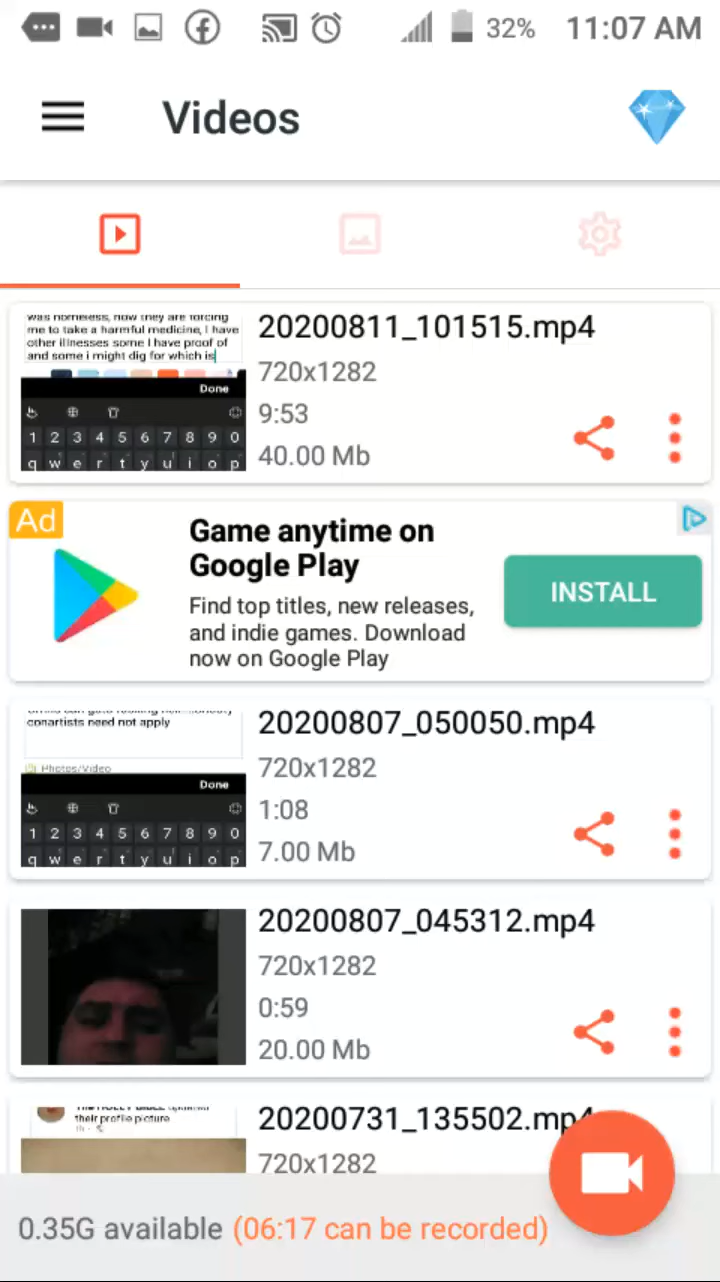 32% 11:07 AM
Videos
was homeless, now they are forcing
me to take a harmful medicine, I have
other illnesses some I have proof of
and some i might dig for which is
Done
1 2 3 4 5 6 7 8 9 0
q w e r t y u i o p
20200811_101515.mp4
720x1282
9:53
40.00 Mb
Ad
Game anytime on
Google Play
Find top titles, new releases,
and indie games. Download
now on Google Play
INSTALL
conartists need not apply
Photos/Video
Done
1 2 3 4 5 6 7 8 9 0
q w e r t y u i o p
20200807_050050.mp4
720x1282
1:08
7.00 Mb
20200807_045312.mp4
720x1282
0:59
20.00 Mb
their profile picture
20200731_135502.mp4
720x1282
0.35G available (06:17 can be recorded)